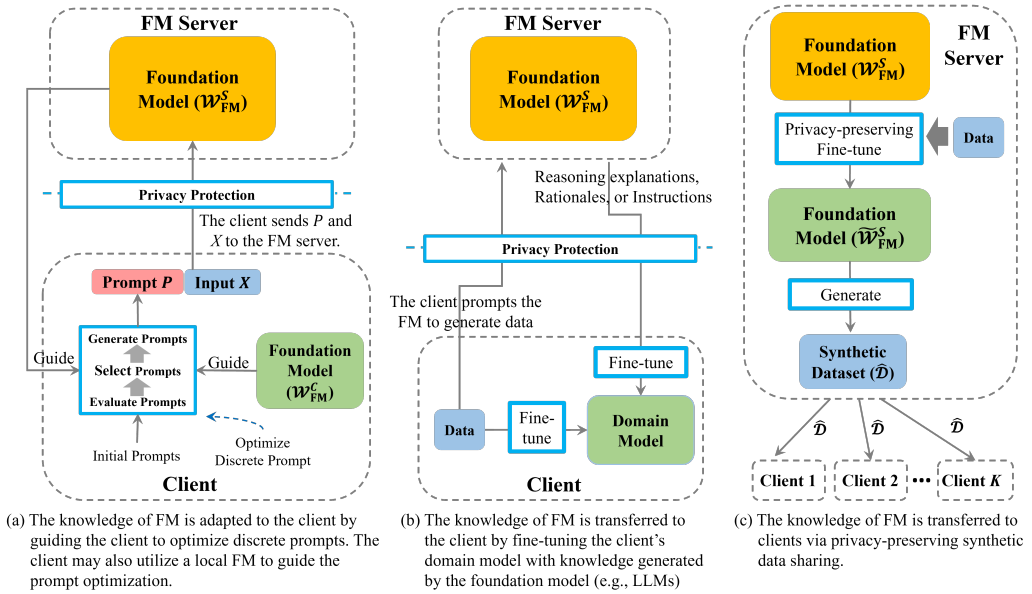 FM Server
Foundation
Model (𝓦^S_FM)
Privacy Protection
The client sends P and
X to the FM server.
Prompt P
Input X
Generate Prompts
Select Prompts
Evaluate Prompts
Guide
Guide
Foundation
Model
(𝓦^C_FM)
Initial Prompts
Optimize
Discrete Prompt
Client
(a) The knowledge of FM is adapted to the client by
guiding the client to optimize discrete prompts. The
client may also utilize a local FM to guide the
prompt optimization.
FM Server
Foundation
Model (𝓦^S_FM)
Reasoning explanations,
Rationales, or Instructions
Privacy Protection
The client prompts the
FM to generate data
Fine-tune
Data
Fine-
tune
Domain
Model
Client
(b) The knowledge of FM is transferred to
the client by fine-tuning the client's
domain model with knowledge generated
by the foundation model (e.g., LLMs)
FM
Server
Foundation
Model (𝓦^S_FM)
Privacy-preserving
Fine-tune
Data
Foundation
Model (𝓦̃^S_FM)
Generate
Synthetic
Dataset (𝓓̂)
𝓓̂
𝓓̂
𝓓̂
Client 1
Client 2
•••
Client K
(c) The knowledge of FM is transferred to
clients via privacy-preserving synthetic
data sharing.